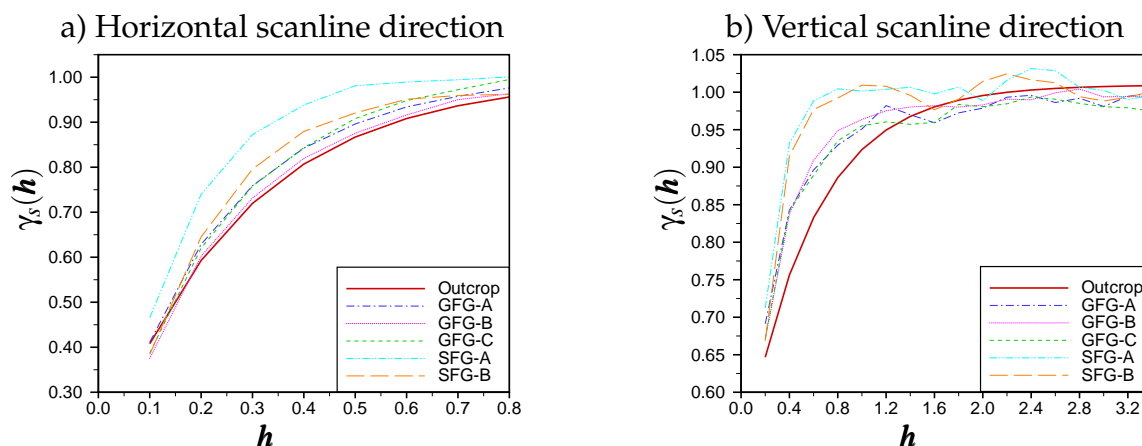 a) Horizontal scanline direction
1.00
0.90
0.80
0.70
0.60
0.50
0.40
0.30
γs(h)
0.0 0.1 0.2 0.3 0.4 0.5 0.6 0.7 0.8
h
Outcrop
GFG-A
GFG-B
GFG-C
SFG-A
SFG-B
b) Vertical scanline direction
1.05
1.00
0.95
0.90
0.85
0.80
0.75
0.70
0.65
0.60
γs(h)
0.0 0.4 0.8 1.2 1.6 2.0 2.4 2.8 3.2
h
Outcrop
GFG-A
GFG-B
GFG-C
SFG-A
SFG-B